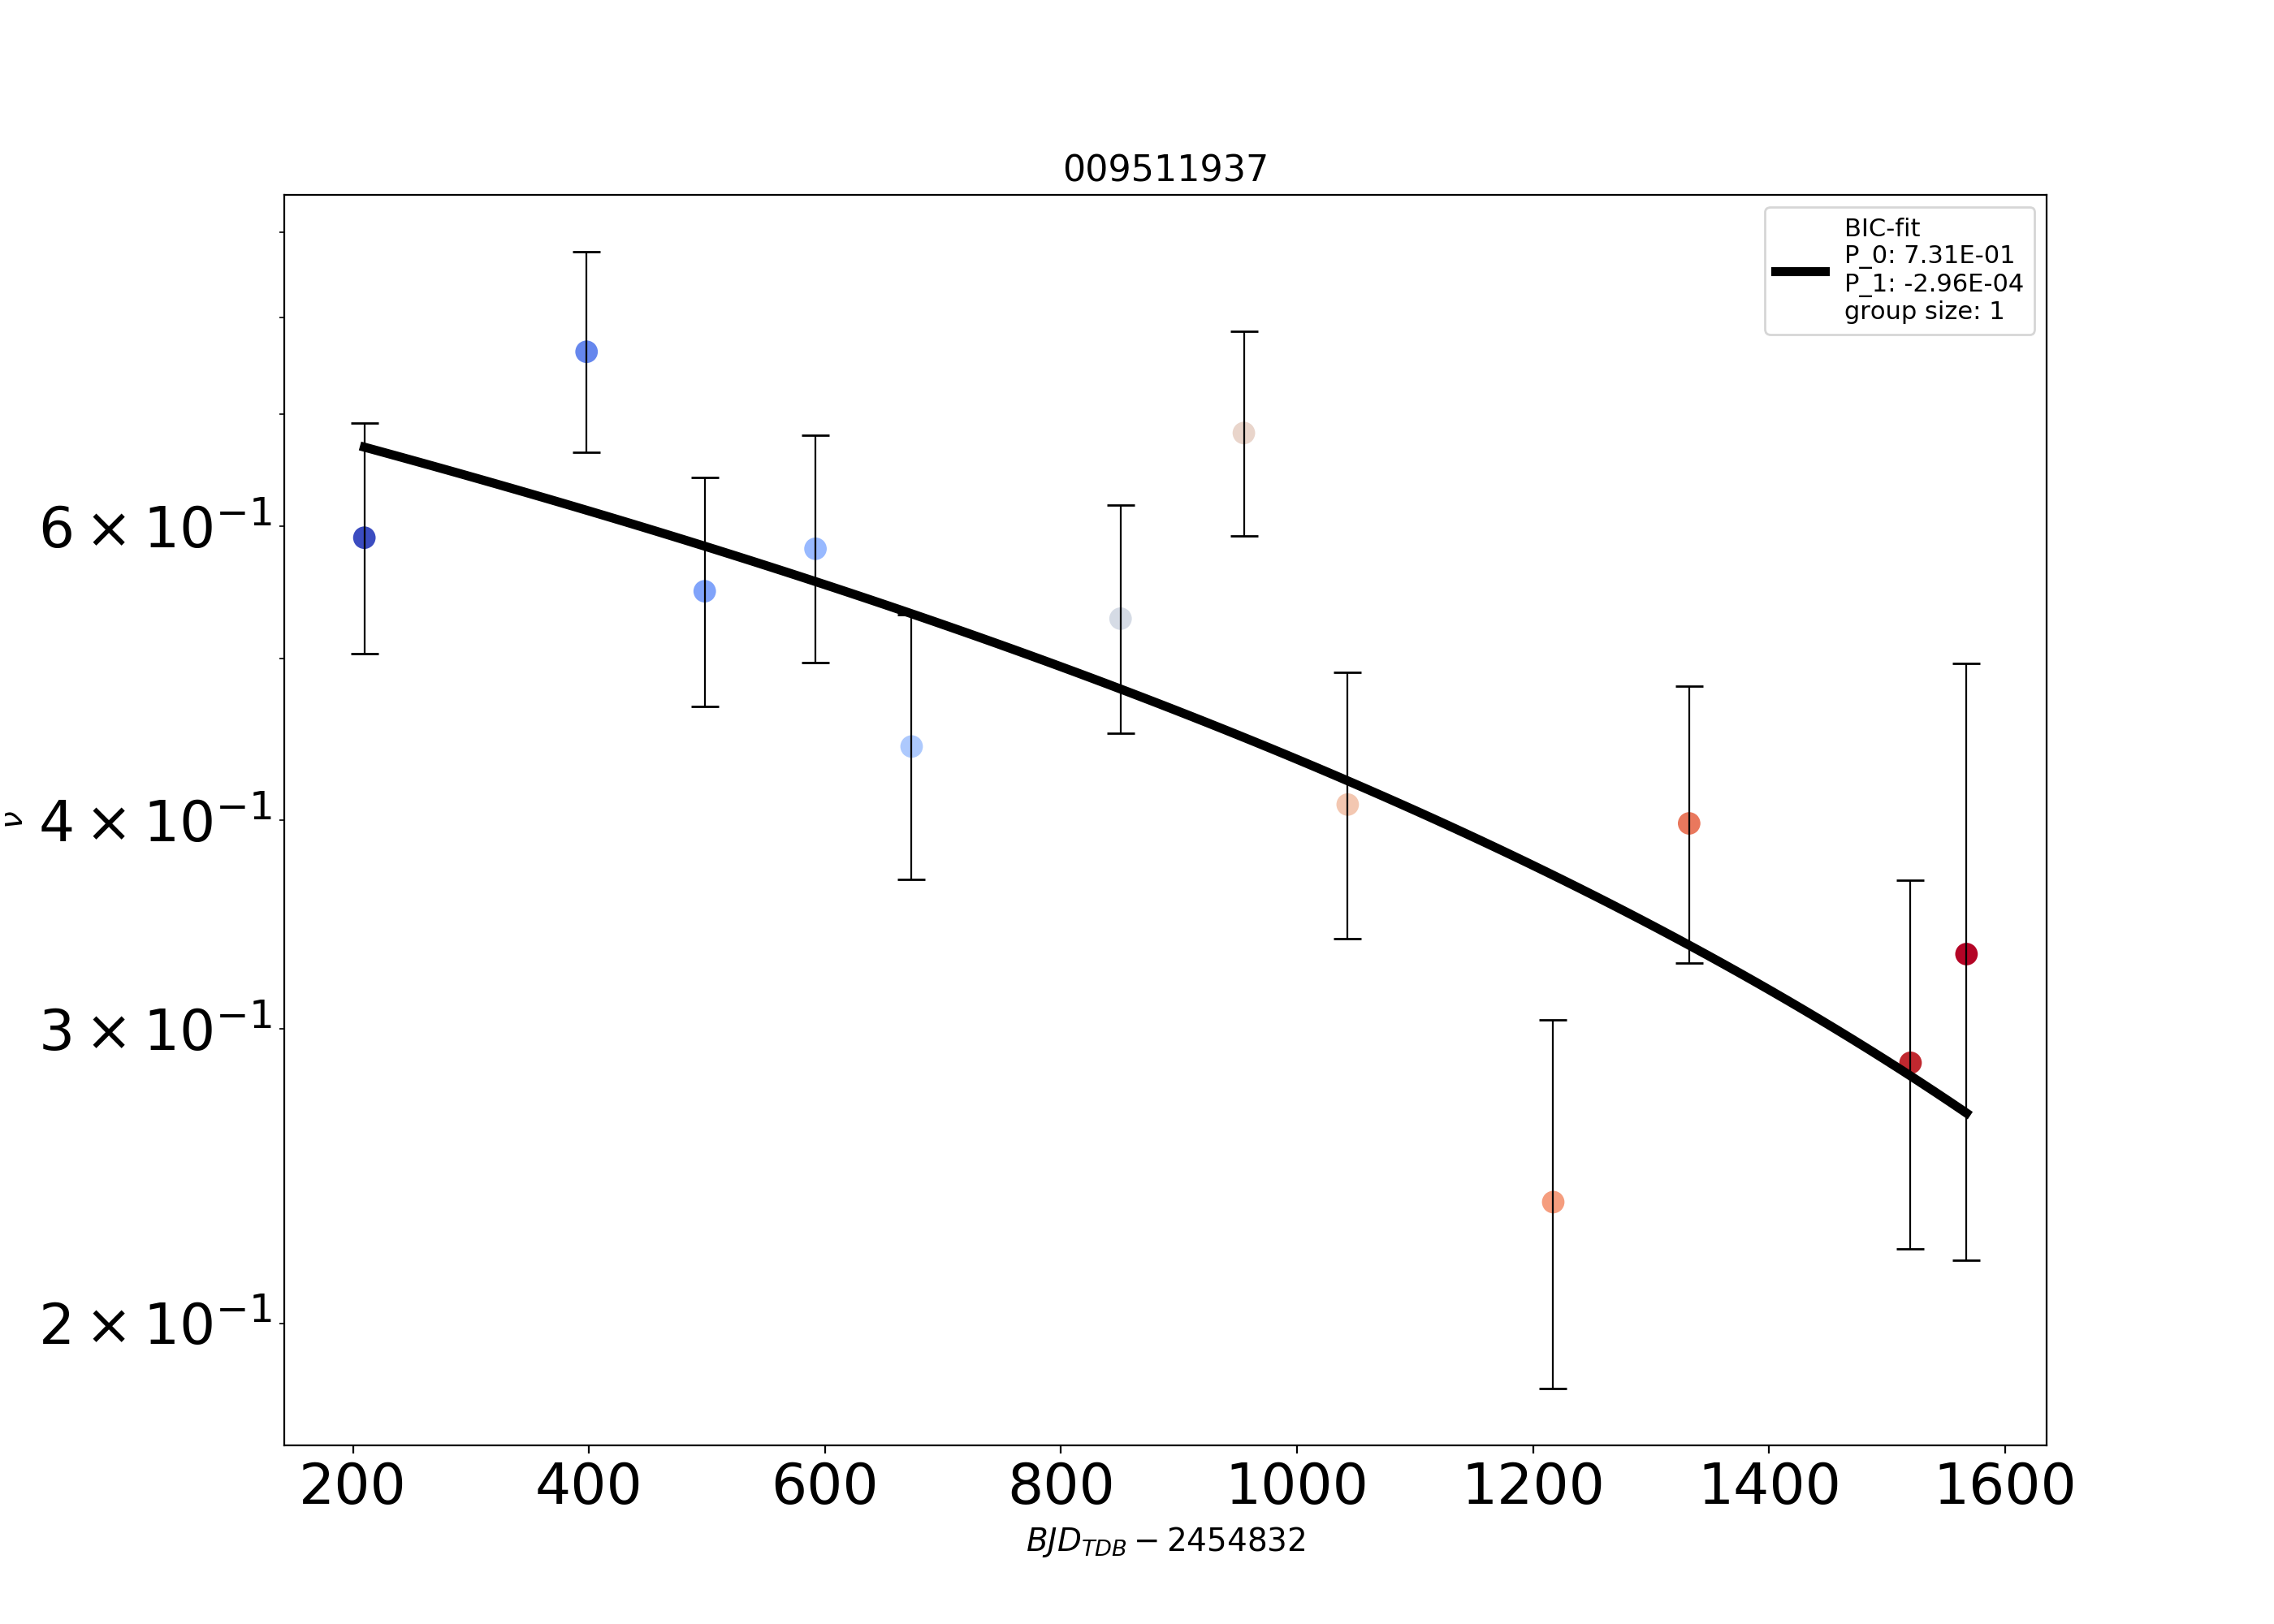 009511937
BIC-fit
P_0: 7.31E-01
P_1: -2.96E-04
group size: 1
6 × 10⁻¹
4 × 10⁻¹
3 × 10⁻¹
2 × 10⁻¹
ν
200 400 600 800 1000 1200 1400 1600
BJD_TDB − 2454832